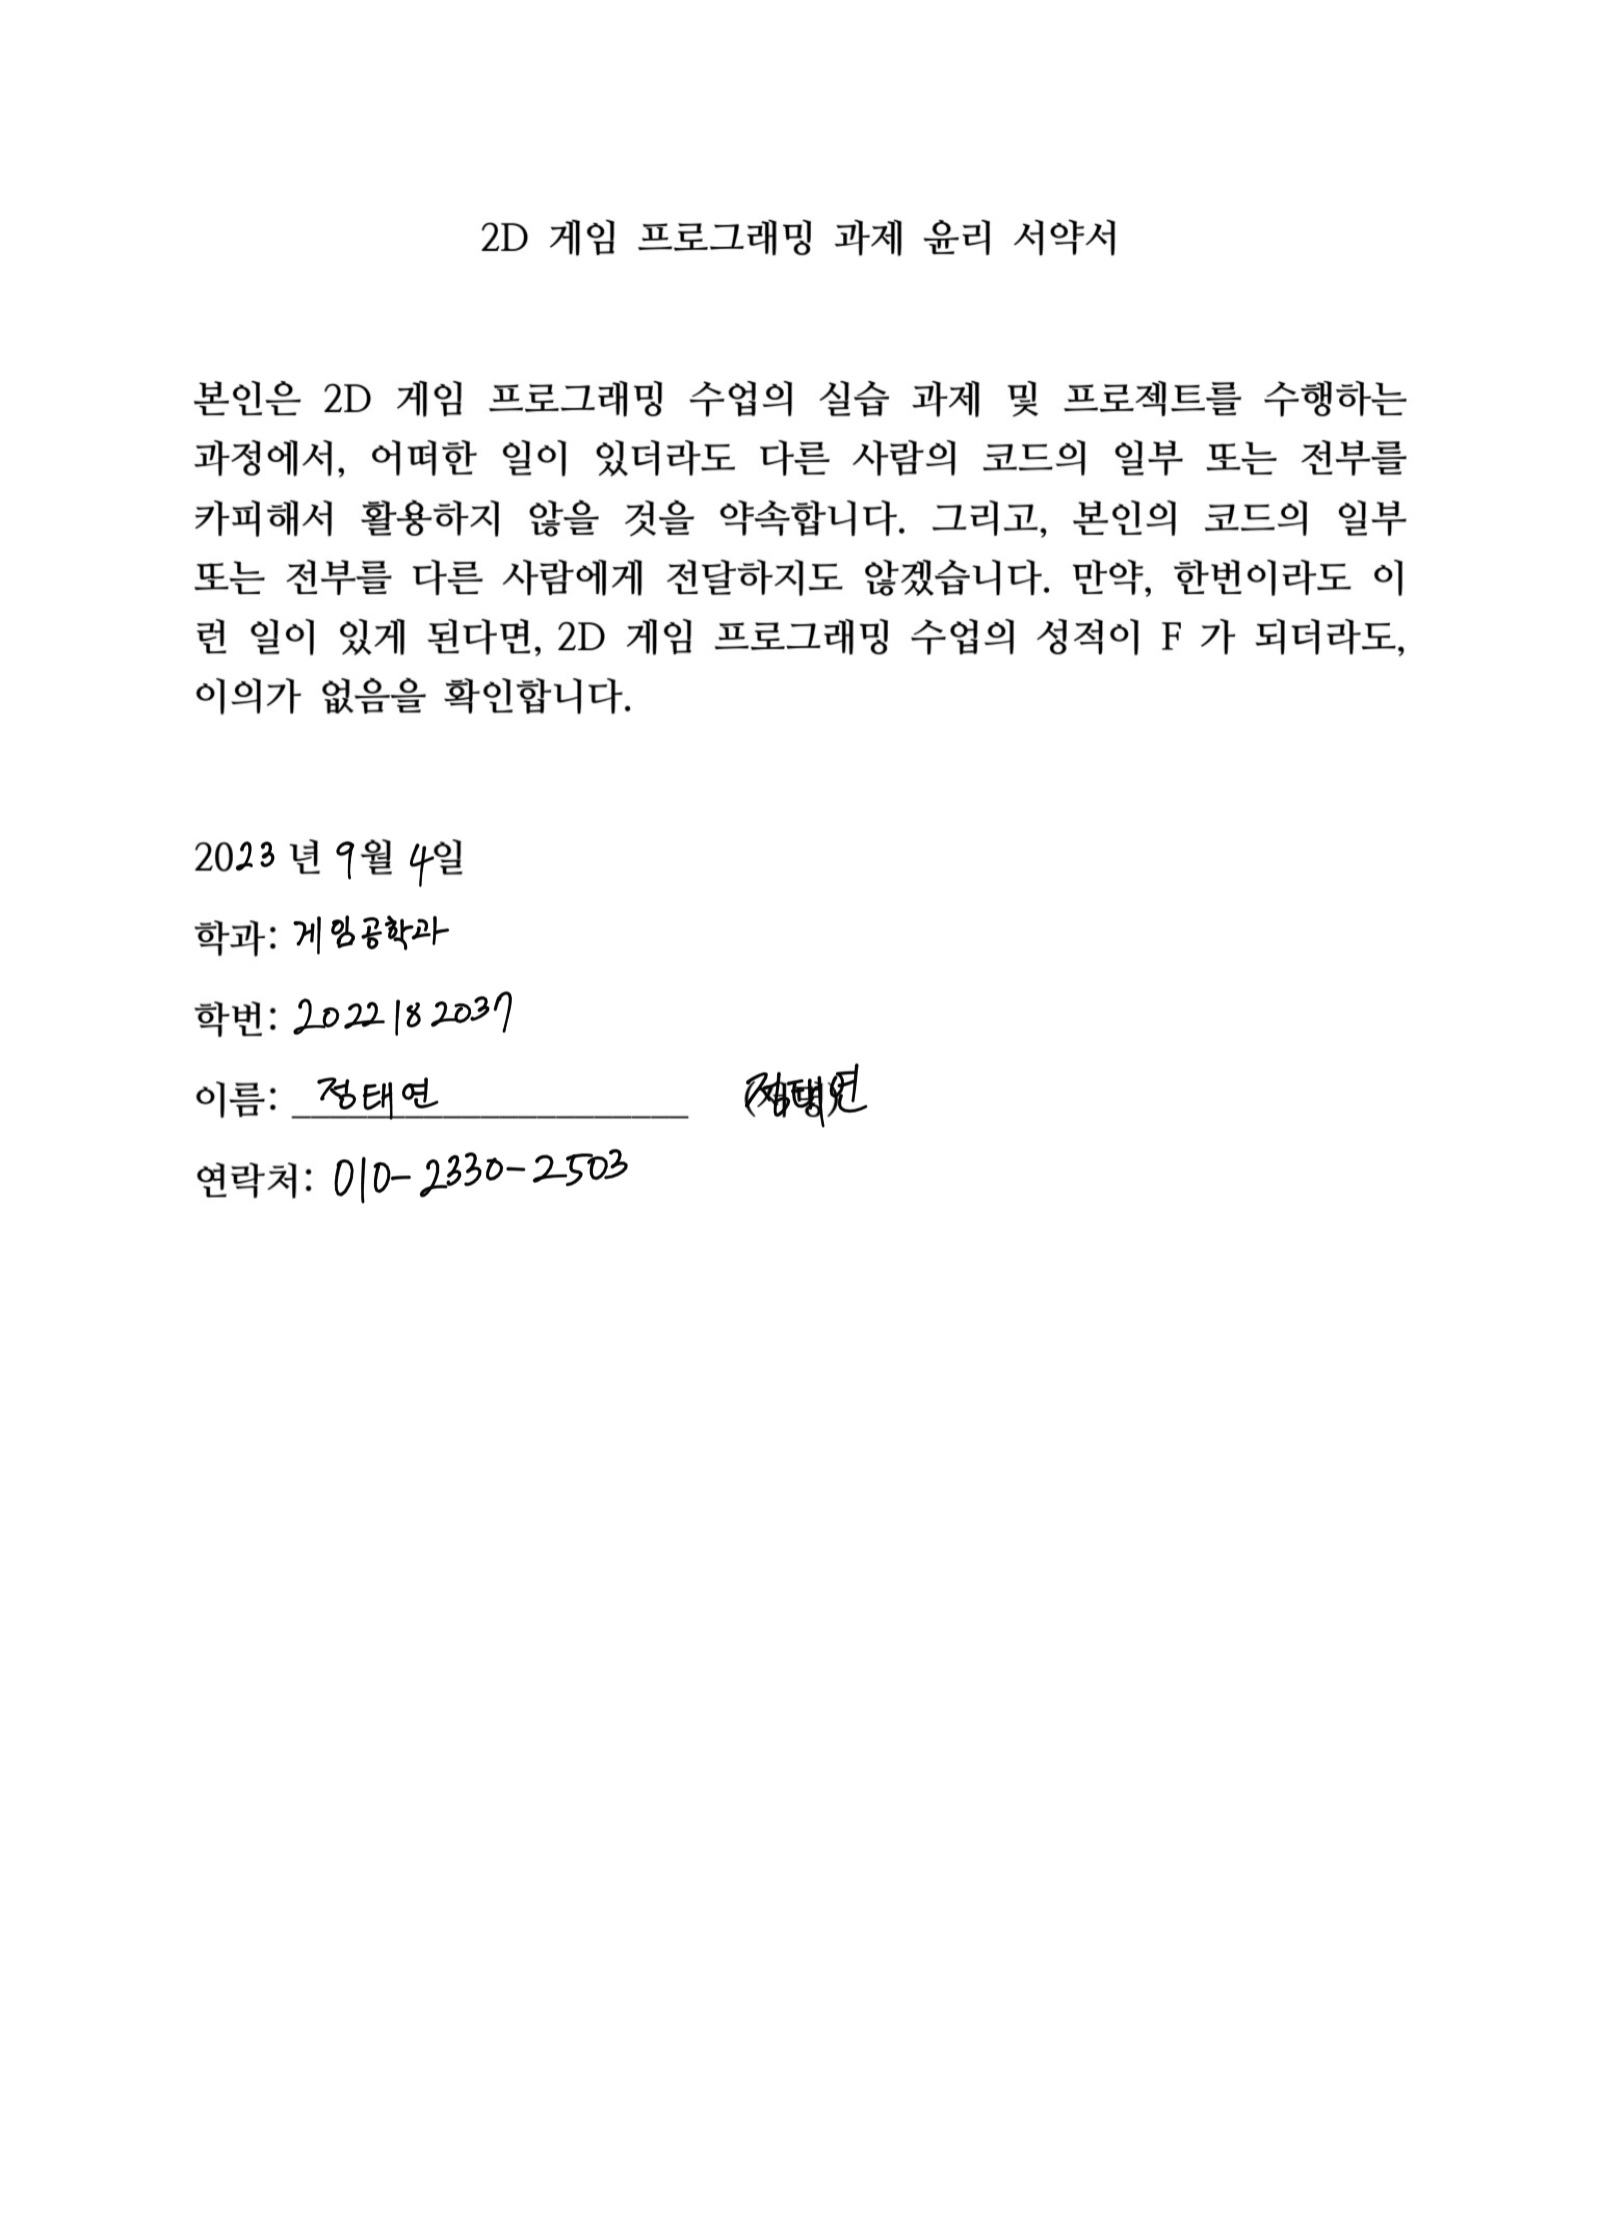 2D 게임 프로그래밍 과제 윤리 서약서
본인은 2D 게임 프로그래밍 수업의 실습 과제 및 프로젝트를 수행하는
과정에서, 어떠한 일이 있더라도 다른 사람의 코드의 일부 또는 전부를
카피해서 활용하지 않을 것을 약속합니다. 그리고, 본인의 코드의 일부
또는 전부를 다른 사람에게 전달하지도 않겠습니다. 만약, 한번이라도 이
런 일이 있게 된다면, 2D 게임 프로그래밍 수업의 성적이 F 가 되더라도,
이의가 없음을 확인합니다.
2023 년 9월 4일
학과: 게임공학과
학번: 2022182037
이름: 정태연 정태연
연락처: 010-2330-2503